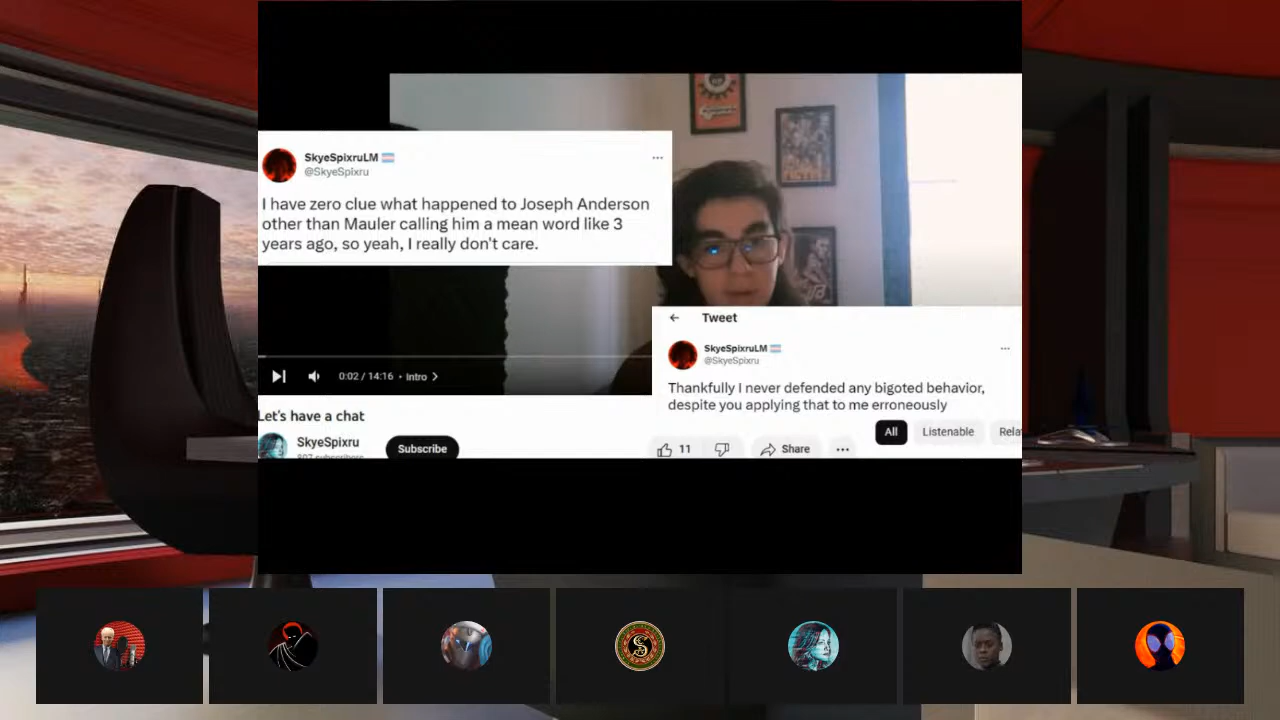 SkyeSpixruLM
@SkyeSpixru
I have zero clue what happened to Joseph Anderson
other than Mauler calling him a mean word like 3
years ago, so yeah, I really don't care.
Tweet
SkyeSpixruLM
@SkyeSpixru
Thankfully I never defended any bigoted behavior,
despite you applying that to me erroneously
0:02 / 14:16 • Intro
Let's have a chat
SkyeSpixru
Subscribe
11
Share
All
Listenable
Rela